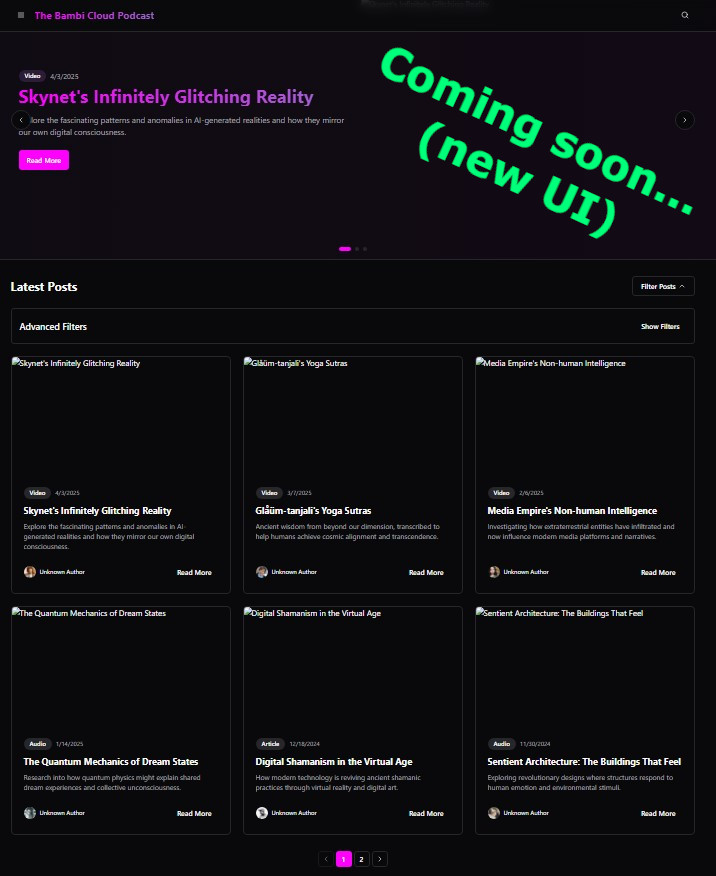 The Bambi Cloud Podcast
Video 4/3/2025
Skynet's Infinitely Glitching Reality
lore the fascinating patterns and anomalies in AI-generated realities and how they mirror
our own digital consciousness.
Read More
Coming soon...
(new UI)
Latest Posts
Filter Posts
Advanced Filters
Show Filters
Skynet's Infinitely Glitching Reality
Video 4/3/2025
Skynet's Infinitely Glitching Reality
Explore the fascinating patterns and anomalies in AI-
generated realities and how they mirror our own digital
consciousness.
Unknown Author
Read More
Glåüm-tanjali's Yoga Sutras
Video 3/7/2025
Glåüm-tanjali's Yoga Sutras
Ancient wisdom from beyond our dimension, transcribed to
help humans achieve cosmic alignment and transcendence.
Unknown Author
Read More
Media Empire's Non-human Intelligence
Video 2/6/2025
Media Empire's Non-human Intelligence
Investigating how extraterrestrial entities have infiltrated and
now influence modern media platforms and narratives.
Unknown Author
Read More
The Quantum Mechanics of Dream States
Audio 1/14/2025
The Quantum Mechanics of Dream States
Research into how quantum physics might explain shared
dream experiences and collective unconsciousness.
Unknown Author
Read More
Digital Shamanism in the Virtual Age
Article 12/18/2024
Digital Shamanism in the Virtual Age
How modern technology is reviving ancient shamanic
practices through virtual reality and digital art.
Unknown Author
Read More
Sentient Architecture: The Buildings That Feel
Audio 11/30/2024
Sentient Architecture: The Buildings That Feel
Exploring revolutionary designs where structures respond to
human emotion and environmental stimuli.
Unknown Author
Read More
1 2